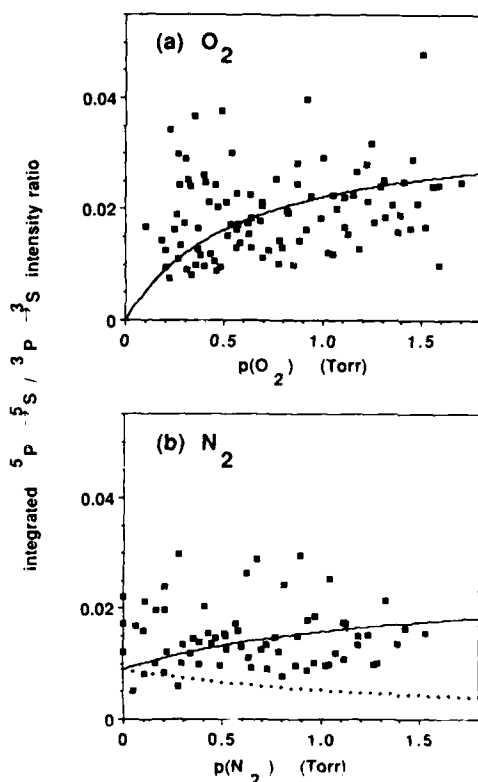 (a) O2
0.04
0.02
0
0
0.5
1.0
1.5
p(O2) (Torr)
integrated 5P→5S / 3P→3S intensity ratio
(b) N2
0.04
0.02
0
0
0.5
1.0
1.5
p(N2) (Torr)